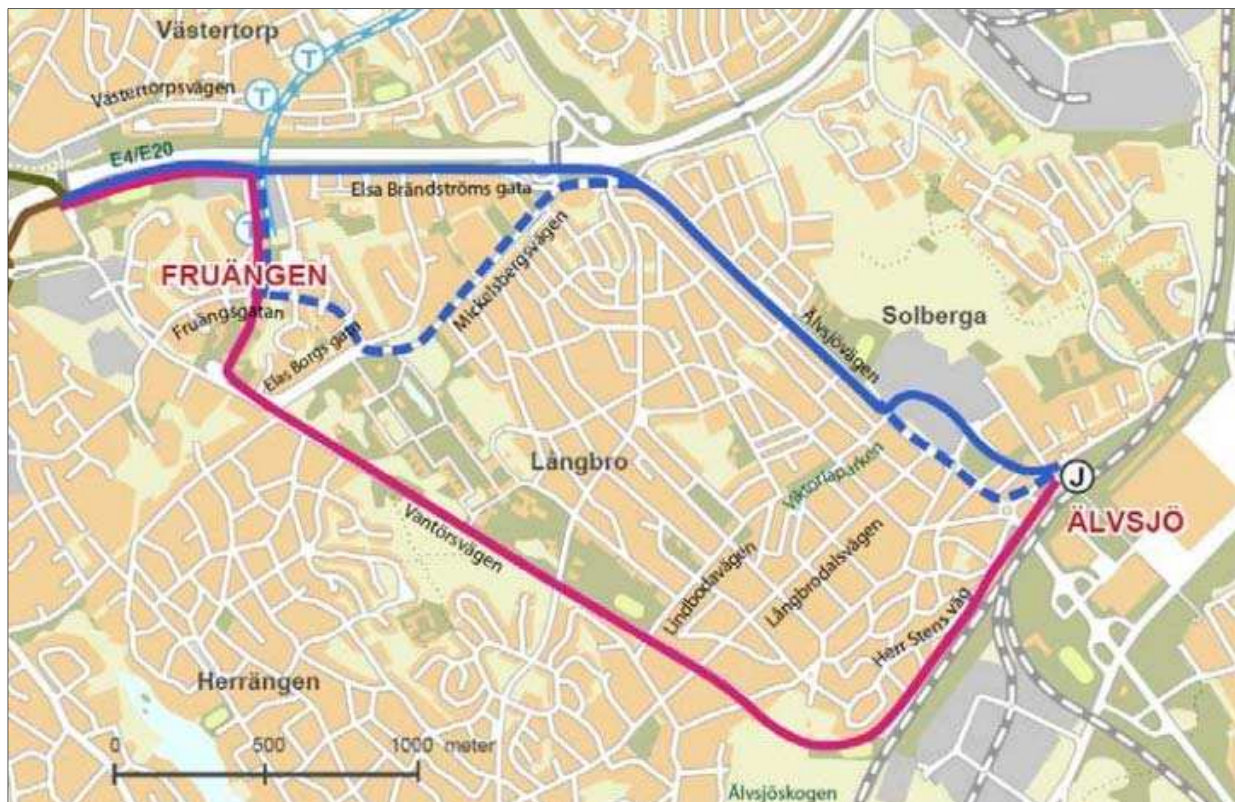 Västertorp
T
T
Västertorpsvägen
E4/E20
Elsa Brändströms gata
T
FRUÄNGEN
Mickelsbergsvägen
Fruängsgatan
Elas Borgs gata
Solberga
Älvsjövägen
Långbro
Viktoriaparken
J
ÄLVSJÖ
Vantörsvägen
Lindbodavägen
Långbrodalsvägen
Herr Stens väg
Herrängen
0 500 1000 meter
Älvsjöskogen